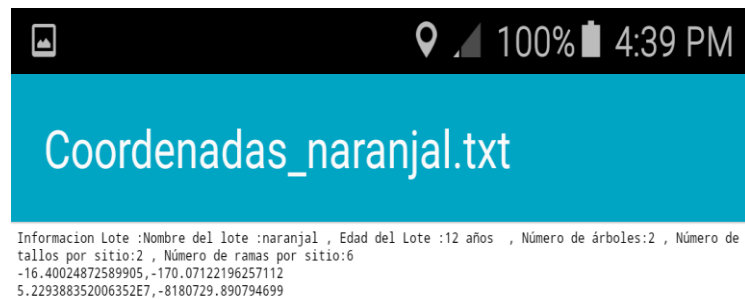 100% 4:39 PM
Coordenadas_naranjal.txt
Informacion Lote :Nombre del lote :naranjal , Edad del Lote :12 años  , Número de árboles:2 , Número de
tallos por sitio:2 , Número de ramas por sitio:6
-16.40024872589905,-170.07122196257112
5.229388352006352E7,-8180729.890794699